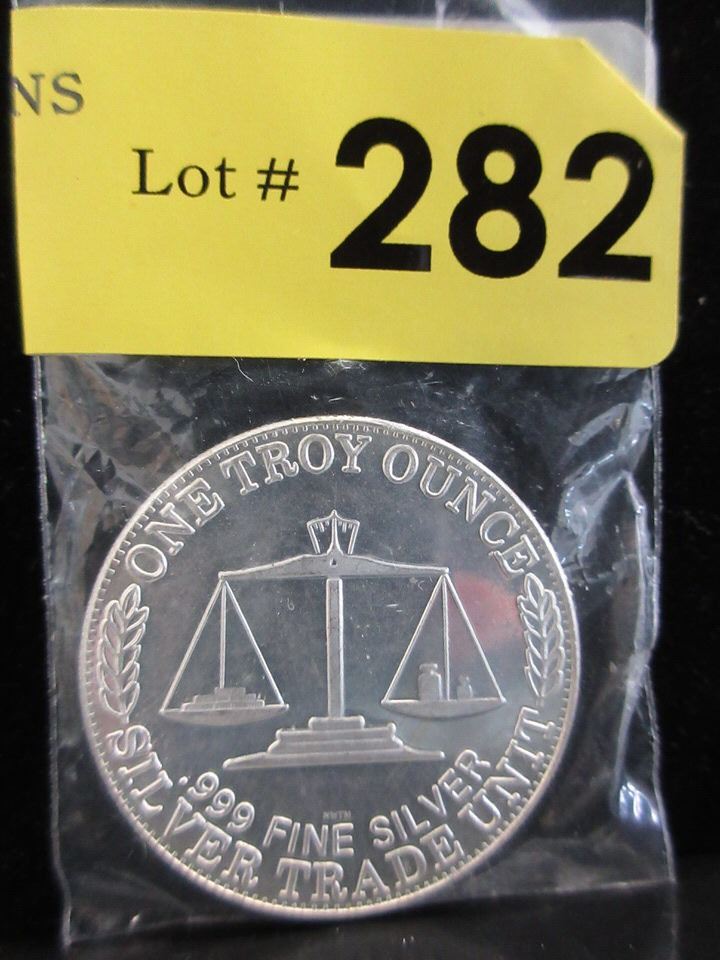 NS
Lot # 282
ONE TROY OUNCE
.999 FINE SILVER
SILVER TRADE UNIT